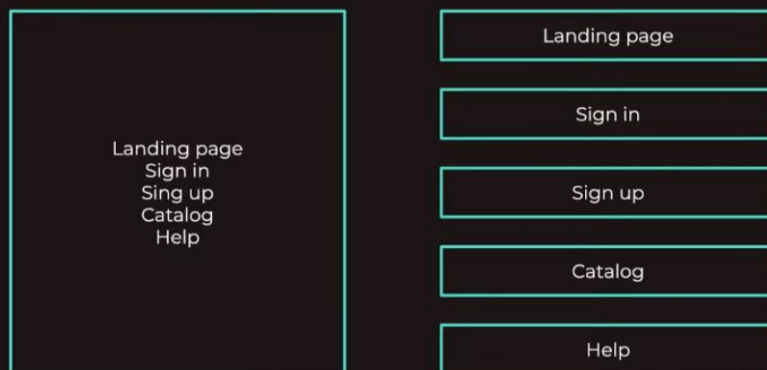 Landing page
Sign in
Sing up
Catalog
Help
Landing page
Sign in
Sign up
Catalog
Help